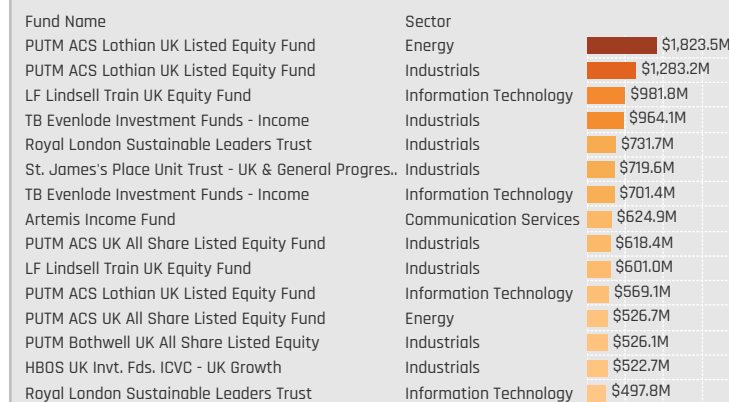 Fund Name Sector
PUTM ACS Lothian UK Listed Equity Fund Energy $1,823.5M
PUTM ACS Lothian UK Listed Equity Fund Industrials $1,283.2M
LF Lindsell Train UK Equity Fund Information Technology $981.8M
TB Evenlode Investment Funds - Income Industrials $964.1M
Royal London Sustainable Leaders Trust Industrials $731.7M
St. James's Place Unit Trust - UK & General Progres.. Industrials $719.6M
TB Evenlode Investment Funds - Income Information Technology $701.4M
Artemis Income Fund Communication Services $624.9M
PUTM ACS UK All Share Listed Equity Fund Industrials $618.4M
LF Lindsell Train UK Equity Fund Industrials $601.0M
PUTM ACS Lothian UK Listed Equity Fund Information Technology $569.1M
PUTM ACS UK All Share Listed Equity Fund Energy $526.7M
PUTM Bothwell UK All Share Listed Equity Industrials $526.1M
HBOS UK Invt. Fds. ICVC - UK Growth Industrials $522.7M
Royal London Sustainable Leaders Trust Information Technology $497.8M